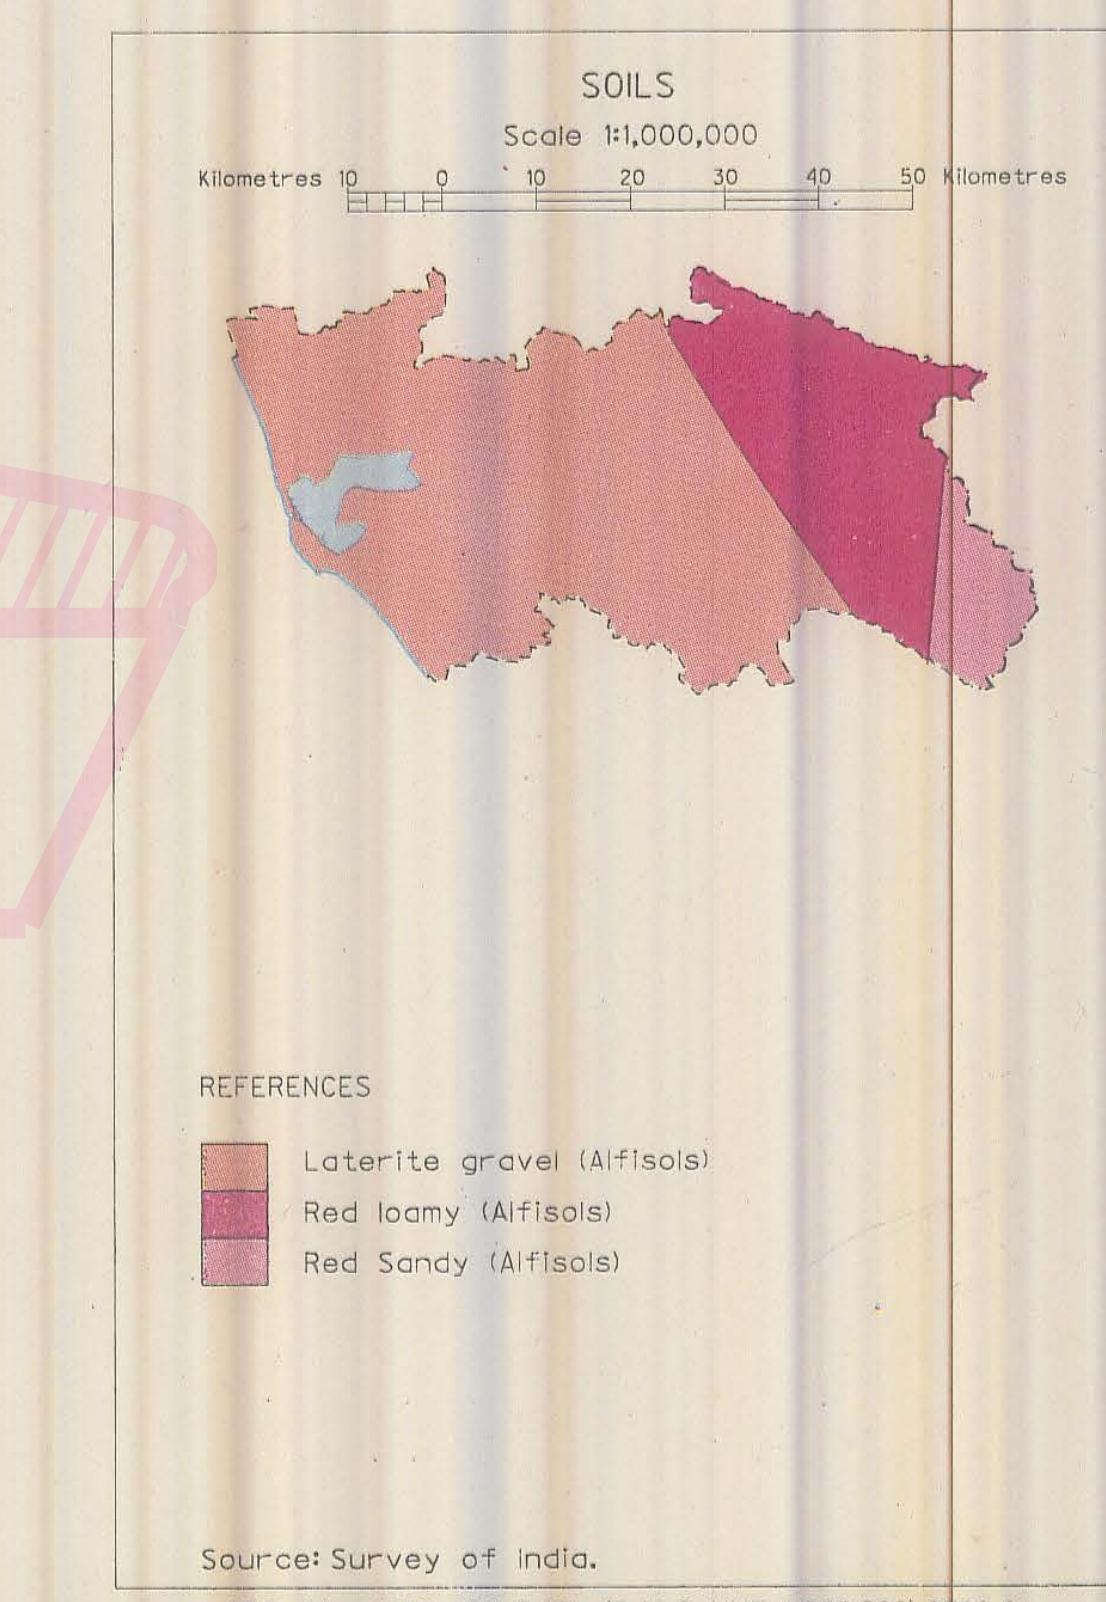 SOILS
Scale 1:1,000,000
Kilometres 10 0 10 20 30 40 50 Kilometres
REFERENCES
Laterite gravel (Alfisols)
Red loamy (Alfisols)
Red Sandy (Alfisols)
Source: Survey of India.